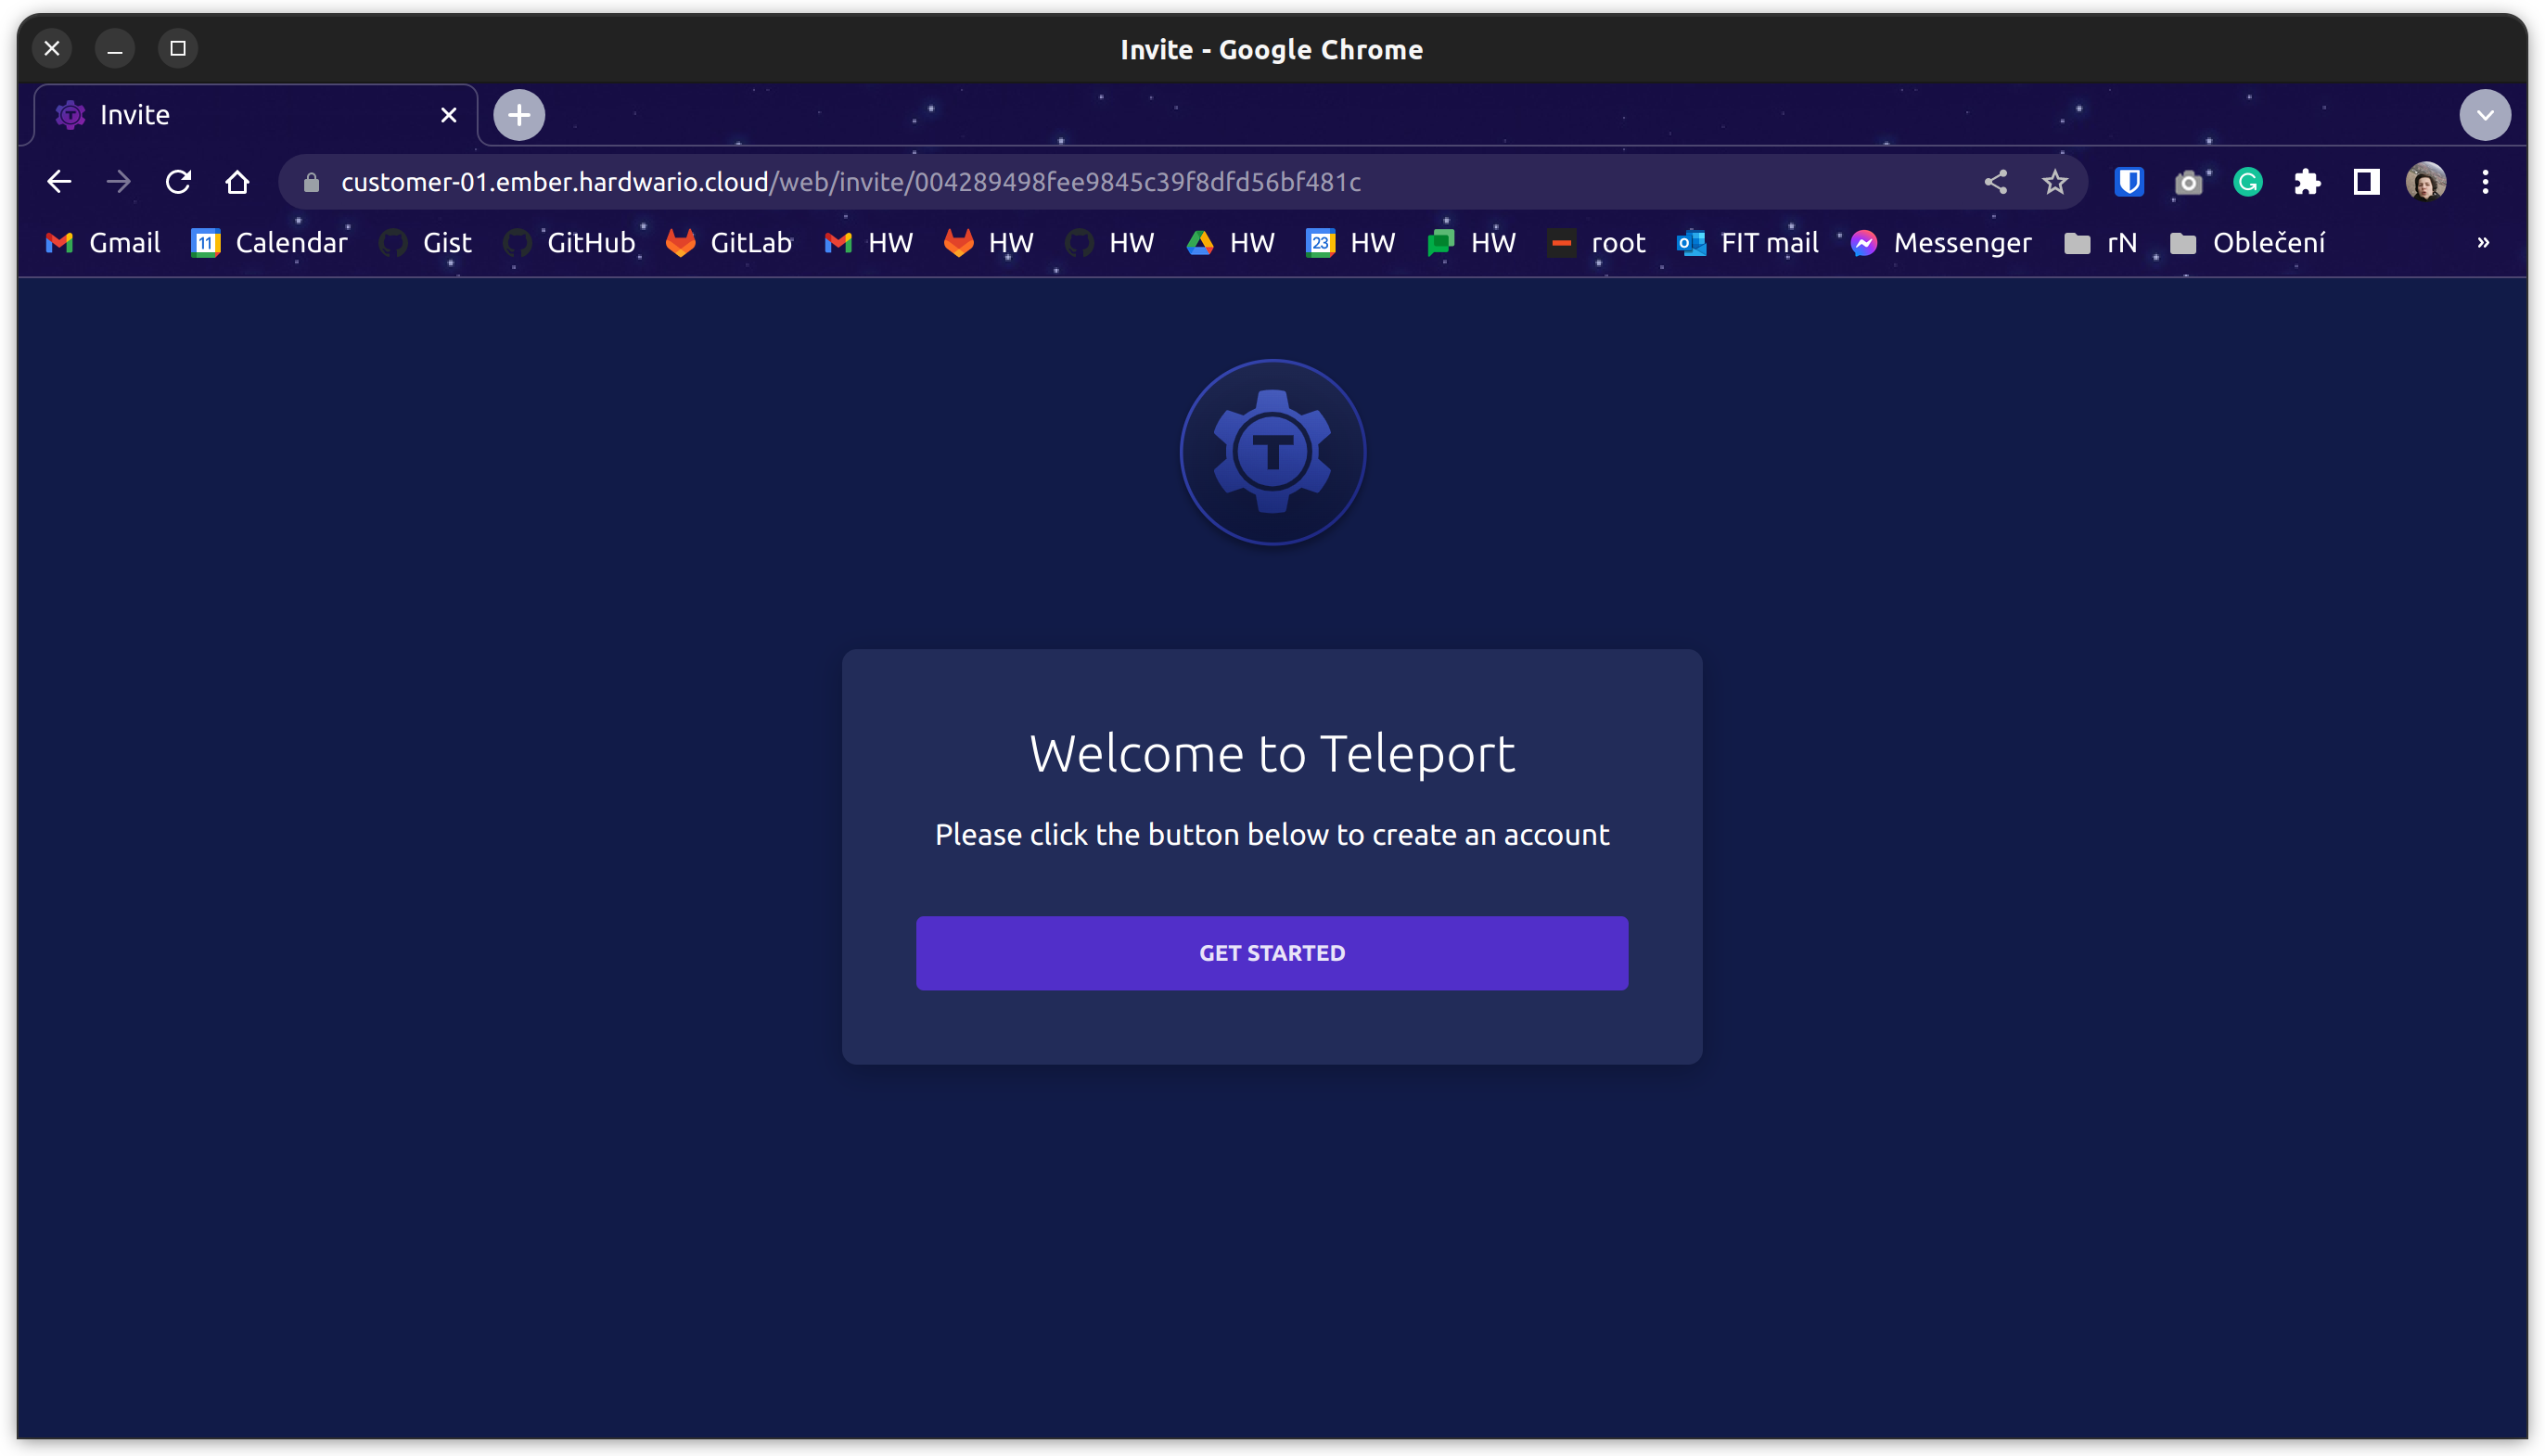 Invite - Google Chrome
Invite
customer-01.ember.hardwario.cloud/web/invite/004289498fee9845c39f8dfd56bf481c
Gmail 11 Calendar Gist GitHub GitLab HW HW HW HW 23 HW HW root FIT mail Messenger rN Oblečení »
T
Welcome to Teleport
Please click the button below to create an account
GET STARTED